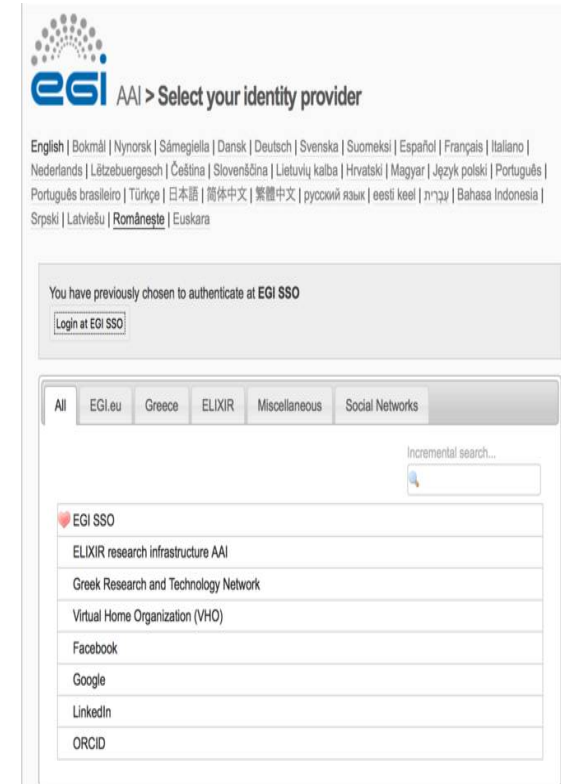 egi AAI > Select your identity provider
English | Bokmål | Nynorsk | Sámegiella | Dansk | Deutsch | Svenska | Suomeksi | Español | Français | Italiano |
Nederlands | Lëtzebuergesch | Čeština | Slovenščina | Lietuvių kalba | Hrvatski | Magyar | Język polski | Português |
Português brasileiro | Türkçe | 日本語 | 简体中文 | 繁體中文 | русский язык | eesti keel | עִבְרִית | Bahasa Indonesia |
Srpski | Latviešu | Românește | Euskara
You have previously chosen to authenticate at EGI SSO
Login at EGI SSO
All EGI.eu Greece ELIXIR Miscellaneous Social Networks
Incremental search...
EGI SSO
ELIXIR research infrastructure AAI
Greek Research and Technology Network
Virtual Home Organization (VHO)
Facebook
Google
LinkedIn
ORCID